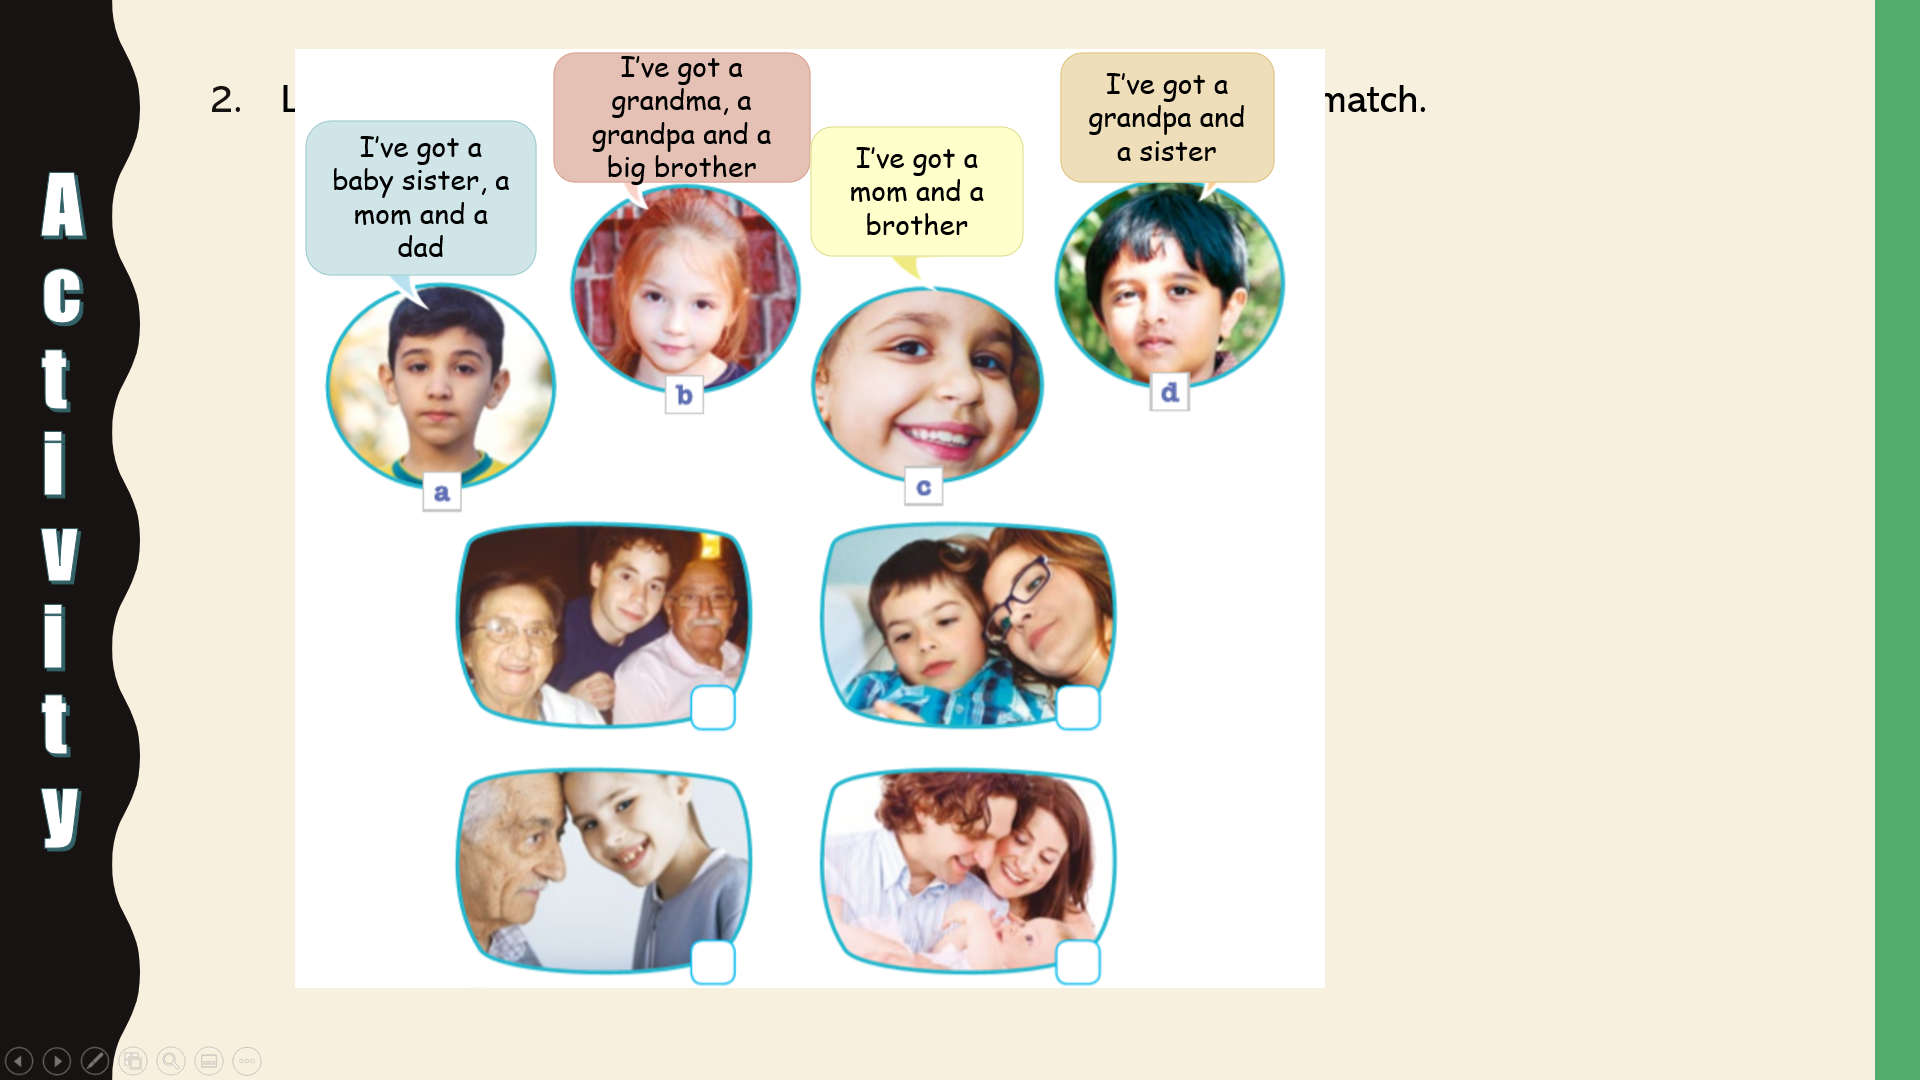 Activity
2. L
match.
I've got a
baby sister, a
mom and a
dad
I've got a
grandma, a
grandpa and a
big brother
I've got a
mom and a
brother
I've got a
grandpa and
a sister
a
b
c
d